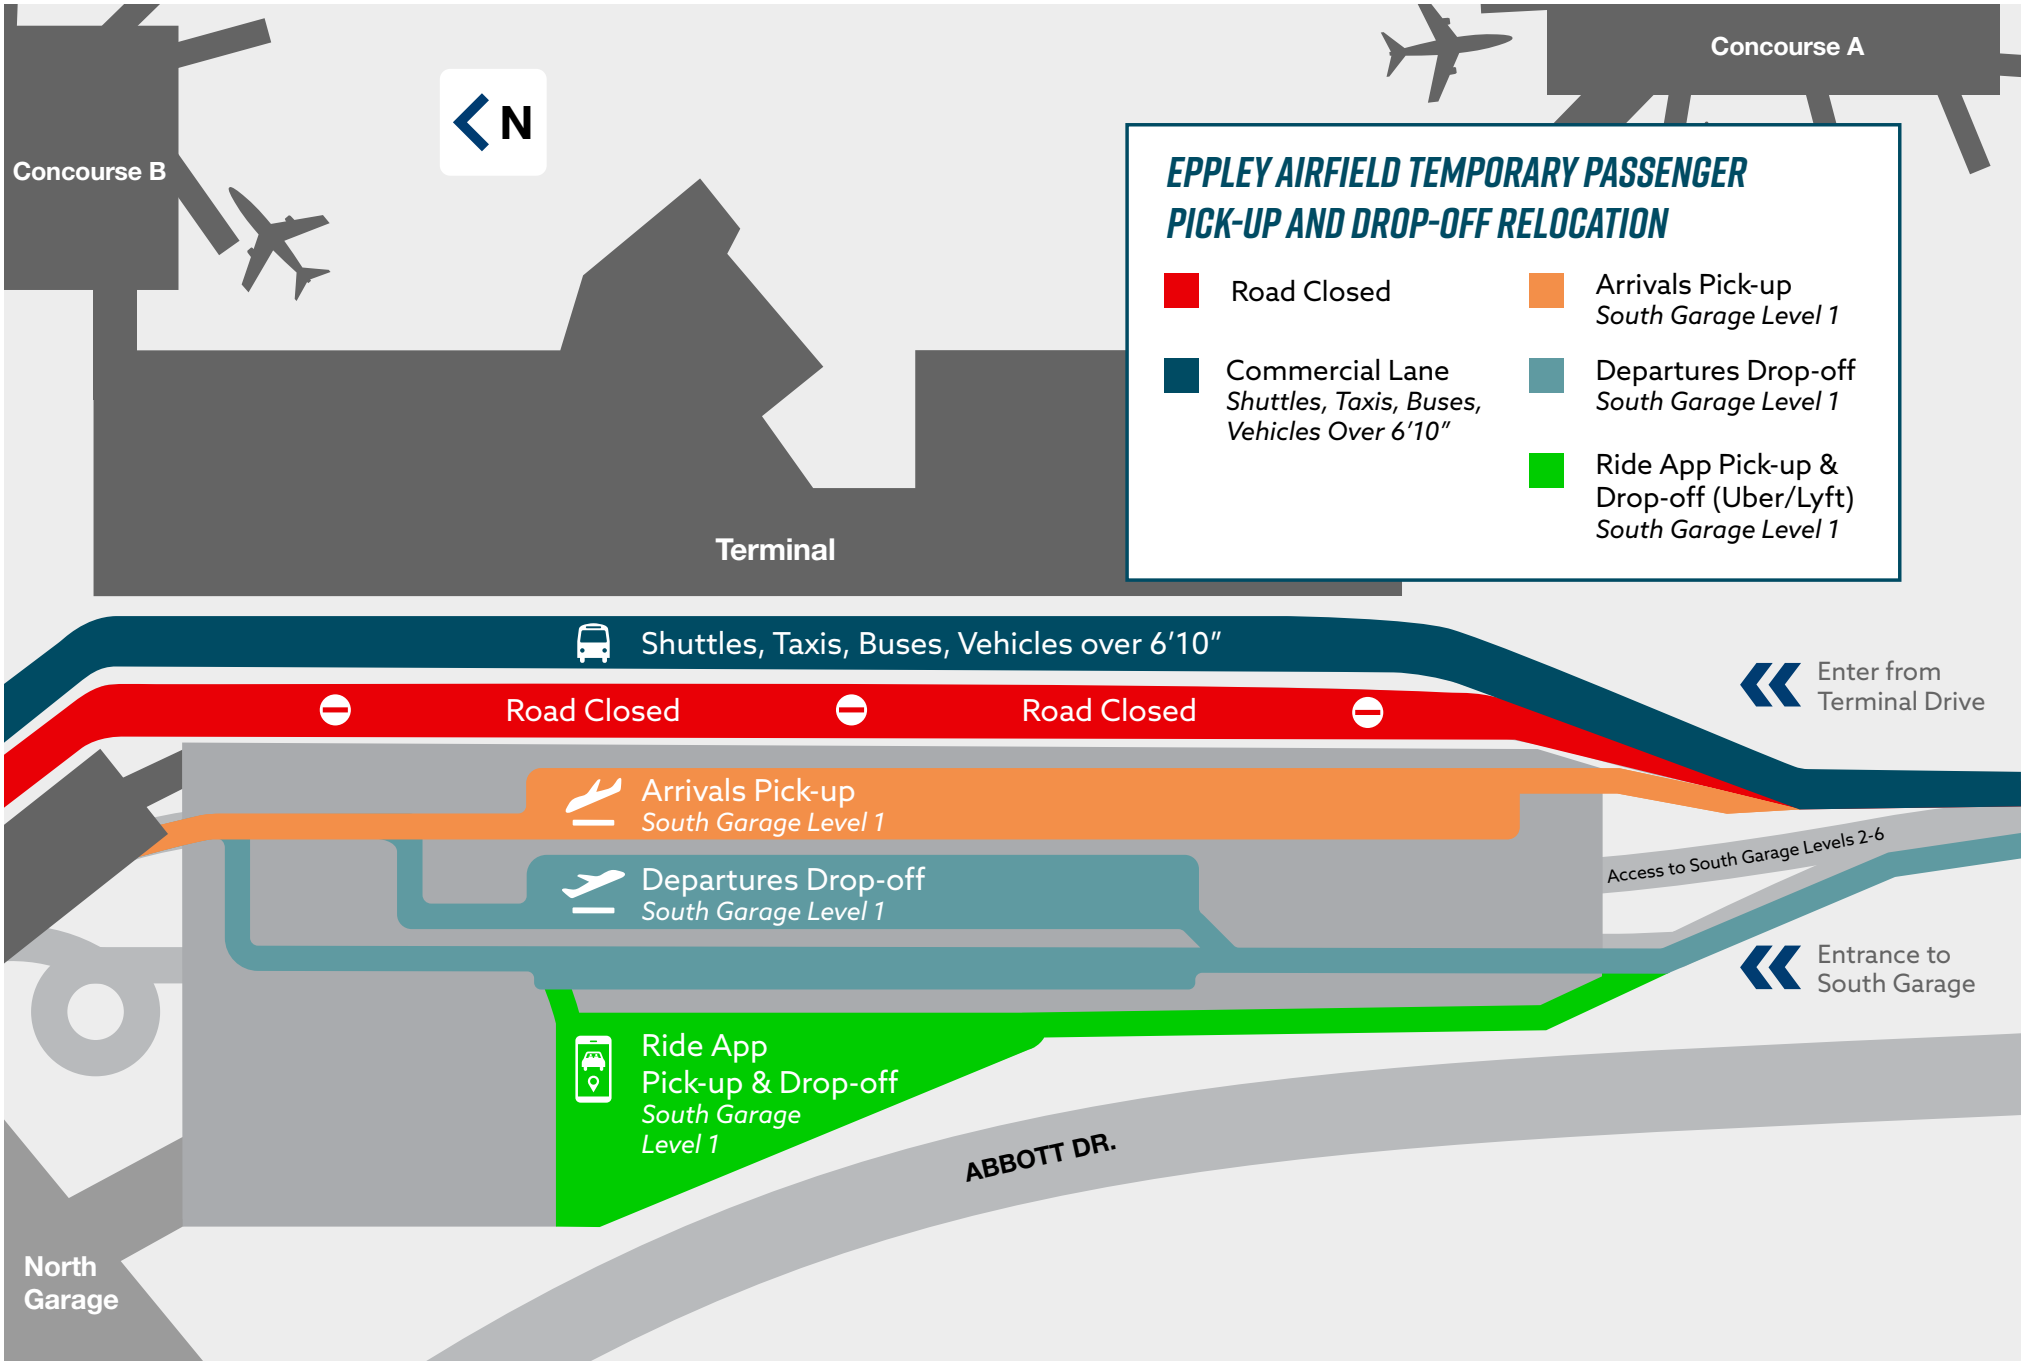 Concourse A
N
Concourse B
EPPLEY AIRFIELD TEMPORARY PASSENGER
PICK-UP AND DROP-OFF RELOCATION
Road Closed
Commercial Lane
Shuttles, Taxis, Buses,
Vehicles Over 6’10”
Arrivals Pick-up
South Garage Level 1
Departures Drop-off
South Garage Level 1
Ride App Pick-up &
Drop-off (Uber/Lyft)
South Garage Level 1
Terminal
Shuttles, Taxis, Buses, Vehicles over 6’10”
Enter from
Terminal Drive
Road Closed
Road Closed
Arrivals Pick-up
South Garage Level 1
Access to South Garage Levels 2-6
Departures Drop-off
South Garage Level 1
Entrance to
South Garage
Ride App
Pick-up & Drop-off
South Garage
Level 1
ABBOTT DR.
North
Garage